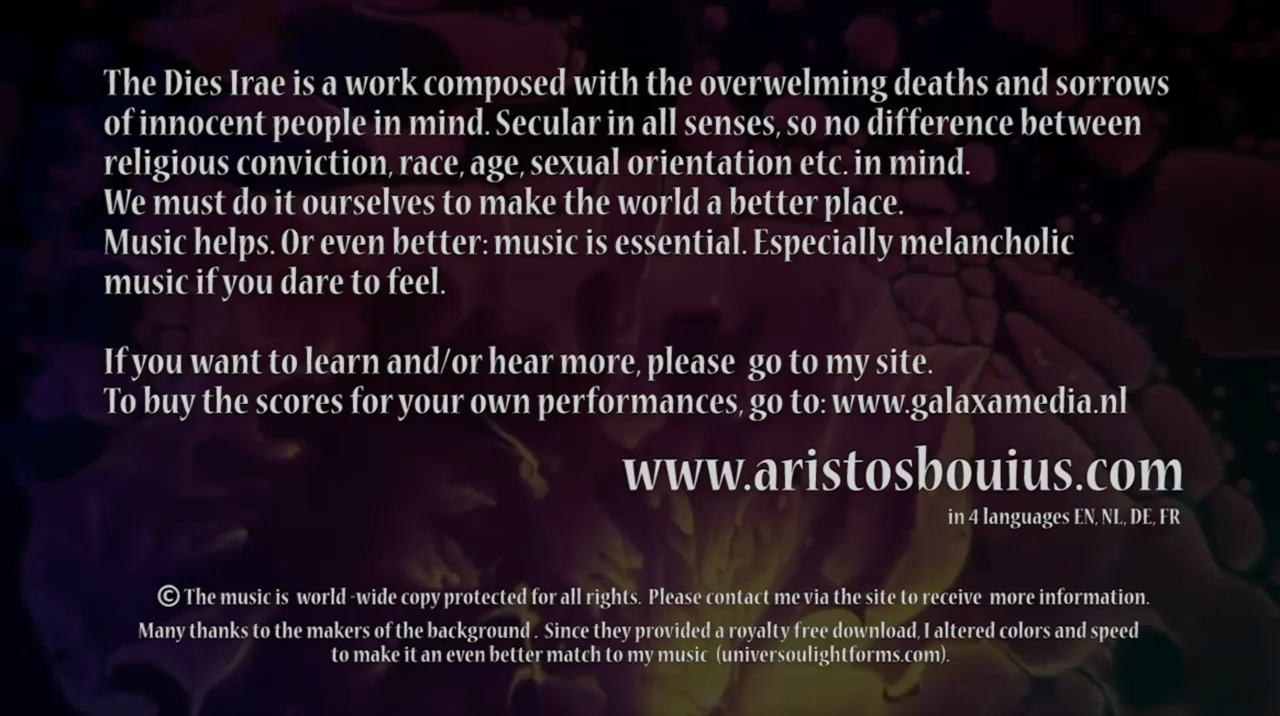 The Dies Irae is a work composed with the overwelming deaths and sorrows
of innocent people in mind. Secular in all senses, so no difference between
religious conviction, race, age, sexual orientation etc. in mind.
We must do it ourselves to make the world a better place.
Music helps. Or even better: music is essential. Especially melancholic
music if you dare to feel.
If you want to learn and/or hear more, please go to my site.
To buy the scores for your own performances, go to: www.galaxamedia.nl
www.aristosbouius.com
in 4 languages EN, NL, DE, FR
© The music is world -wide copy protected for all rights. Please contact me via the site to receive more information.
Many thanks to the makers of the background . Since they provided a royalty free download, I altered colors and speed
to make it an even better match to my music (universoulightforms.com).